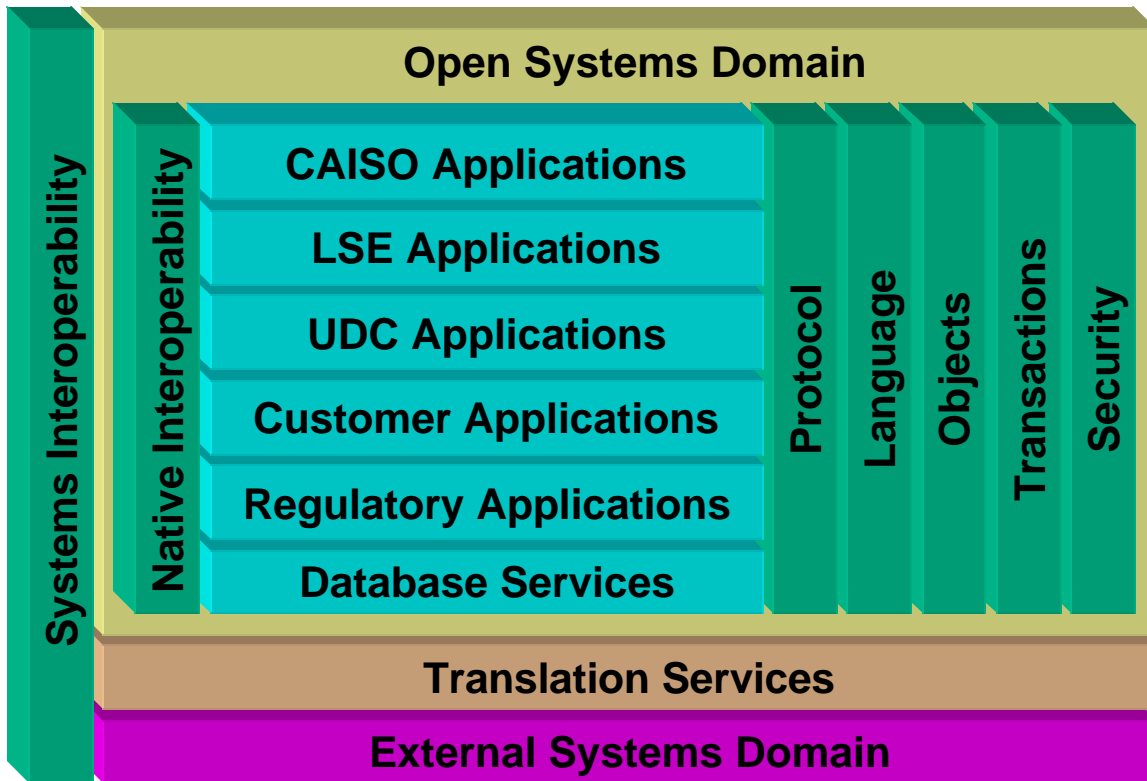 Systems Interoperability
Open Systems Domain
Native Interoperability
CAISO Applications
LSE Applications
UDC Applications
Customer Applications
Regulatory Applications
Database Services
Protocol
Language
Objects
Transactions
Security
Translation Services
External Systems Domain